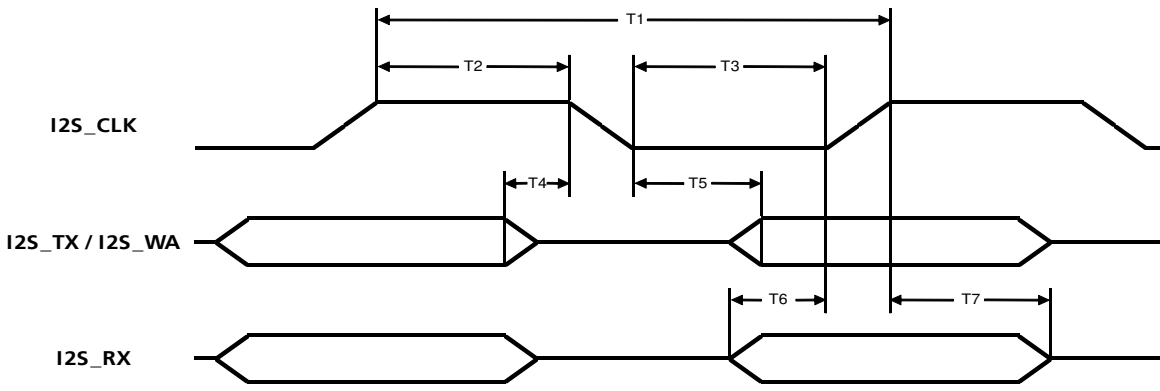 T1
T2
T3
I2S_CLK
T4
T5
I2S_TX / I2S_WA
T6
T7
I2S_RX